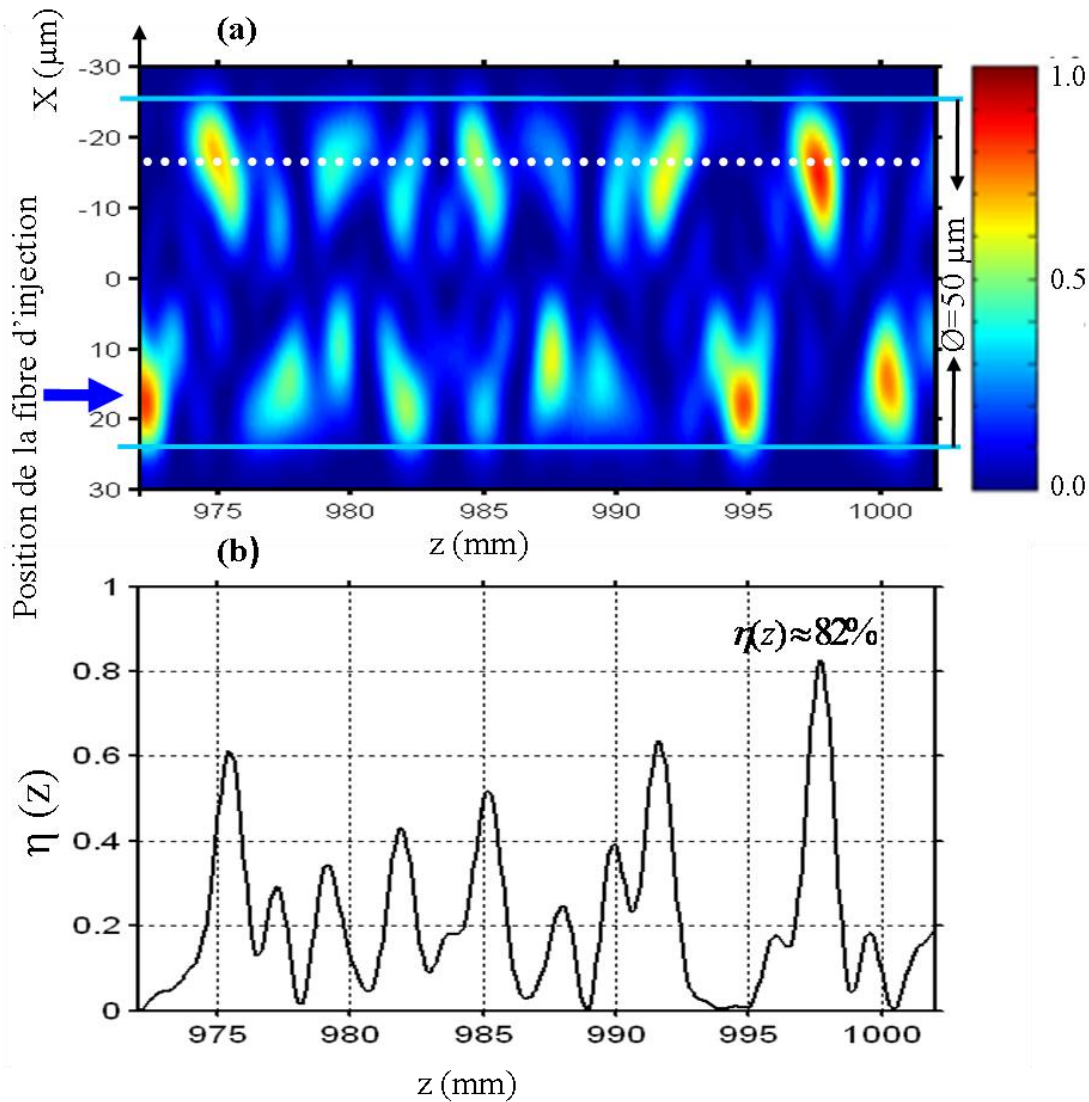 (a)
X (µm)
-30
-20
-10
0
10
20
30
975 980 985 990 995 1000
z (mm)
Position de la fibre d'injection
Ø=50 µm
1.0
0.5
0.0
(b)
η(z)≈82%
1
0.8
0.6
0.4
0.2
0
η (z)
975 980 985 990 995 1000
z (mm)